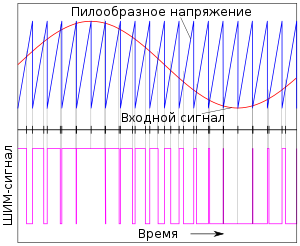 Пилообразное напряжение
Входной сигнал
ШИМ-сигнал
Время